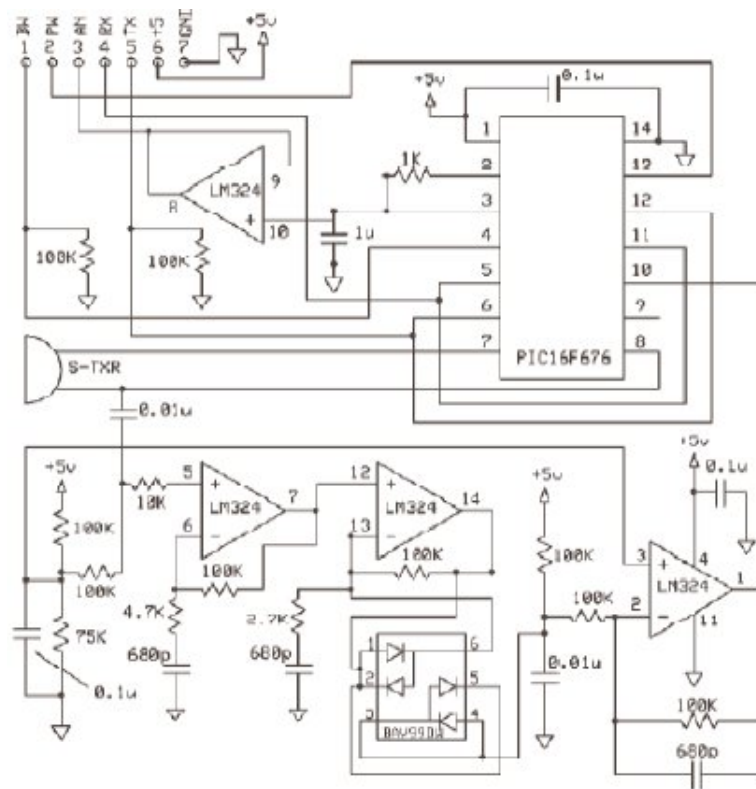 BW PW AN RX TX +5 GND
1 2 3 4 5 6 7
+5v
+5v
0.1u
1 14
1K
2 13
LM324
9
R
+
10
1u
3 12
100K 100K
4 11
5 10
6 9
7 8
PIC16F676
S-TXR
0.01u
+5v
10K
5
+
LM324
7
6
-
12
+
LM324
14
13
-
+5v
+5v
0.1u
100K
100K
100K
100K
100K
100K
3
+
4
LM324
1
2
-
11
4.7K
2.7K
75K
680p
680p
0.1u
1 6
2 5
3 4
BAV99DW
0.01u
100K
680p